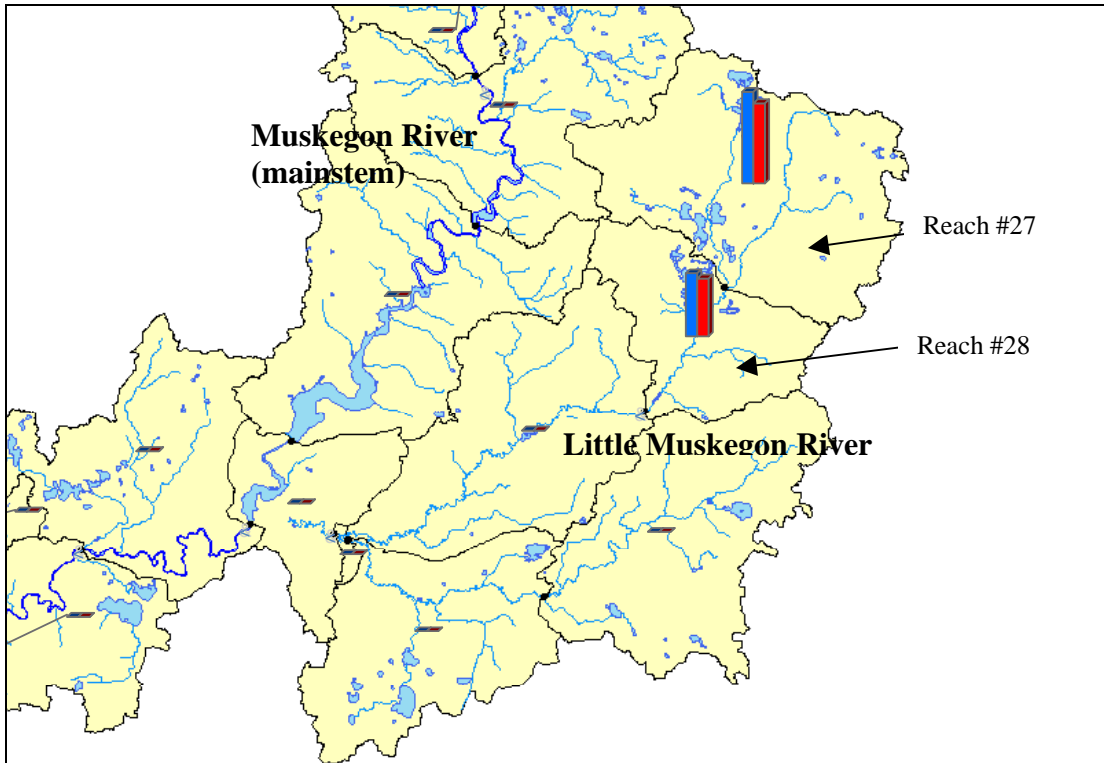 Muskegon River
(mainstem)
Reach #27
Reach #28
Little Muskegon River